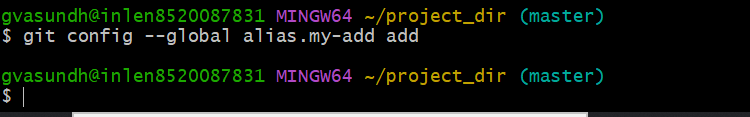 gvasundh@inlen8520087831 MINGW64 ~/project_dir (master)
$ git config --global alias.my-add add
gvasundh@inlen8520087831 MINGW64 ~/project_dir (master)
$